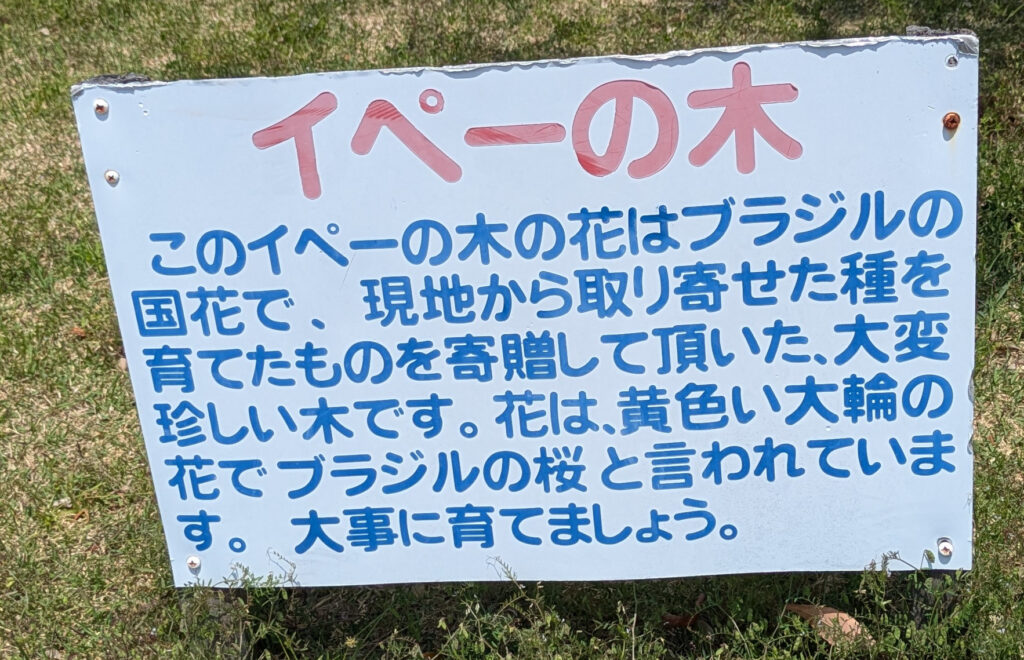 イペーの木
このイペーの木の花はブラジルの
国花で、現地から取り寄せた種を
育てたものを寄贈して頂いた、大変
珍しい木です。花は、黄色い大輪の
花でブラジルの桜と言われていま
す。大事に育てましょう。